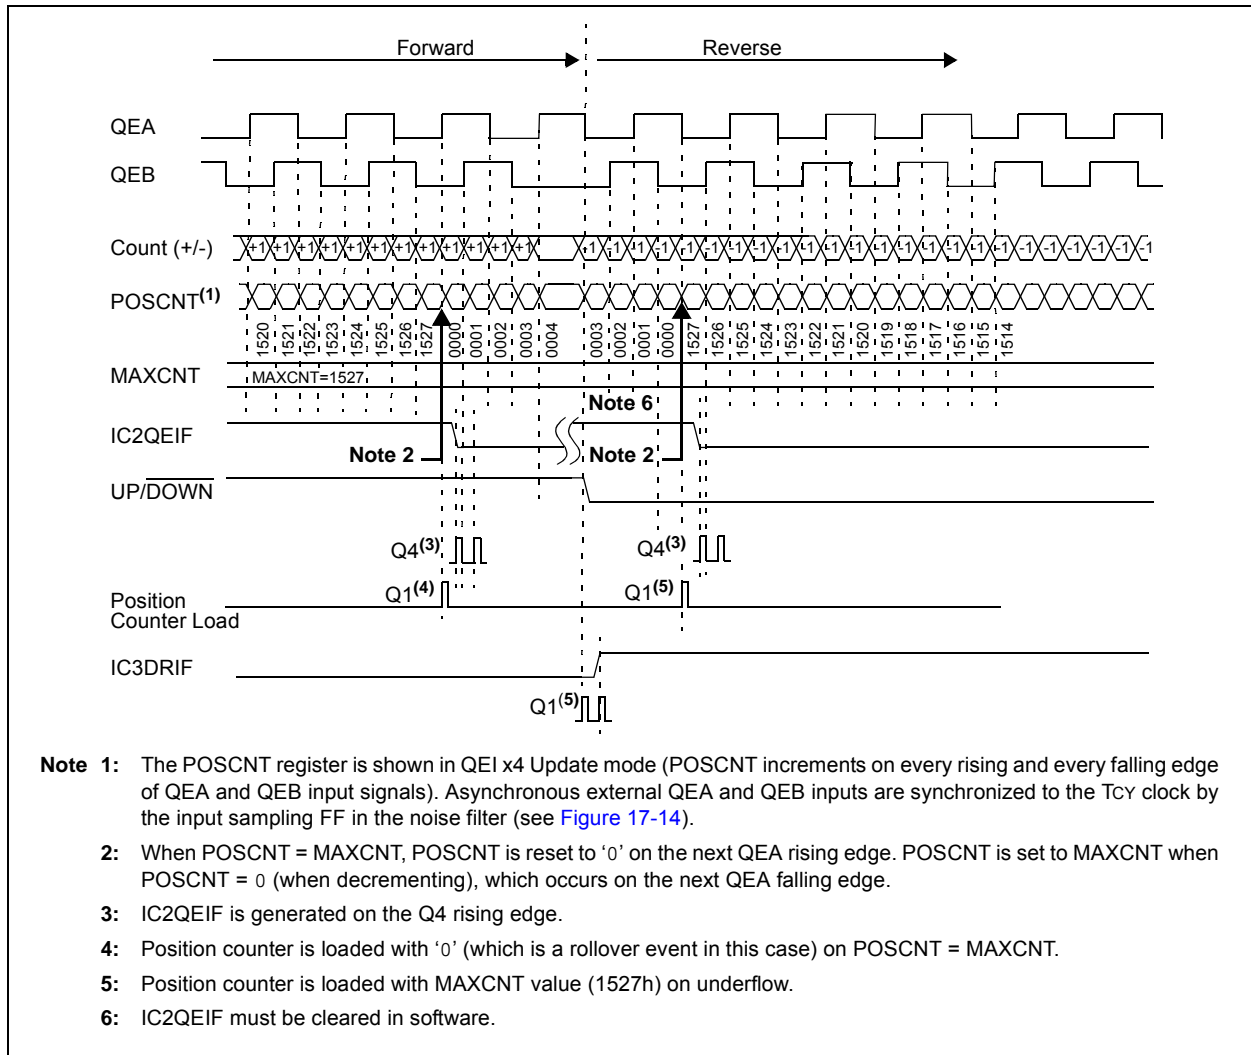 Forward Reverse
QEA
QEB
Count (+/-) +1 +1 +1 +1 +1 +1 +1 +1 +1 +1 +1 +1 -1 -1 -1 -1 -1 -1 -1 -1 -1 -1 -1 -1 -1 -1 -1 -1 -1 -1 -1 -1 -1 -1 -1 -1
POSCNT(1)
1520 1521 1522 1523 1524 1525 1526 1527 0000 0001 0002 0003 0004 0003 0002 0001 0000 1527 1526 1525 1524 1523 1522 1521 1520 1519 1518 1517 1516 1515 1514
MAXCNT MAXCNT=1527
Note 6
IC2QEIF
Note 2 Note 2
UP/DOWN
Q4(3) Q4(3)
Q1(4) Q1(5)
Position
Counter Load
IC3DRIF
Q1(5)
Note 1: The POSCNT register is shown in QEI x4 Update mode (POSCNT increments on every rising and every falling edge
of QEA and QEB input signals). Asynchronous external QEA and QEB inputs are synchronized to the TCY clock by
the input sampling FF in the noise filter (see Figure 17-14).
2: When POSCNT = MAXCNT, POSCNT is reset to ‘0’ on the next QEA rising edge. POSCNT is set to MAXCNT when
POSCNT = 0 (when decrementing), which occurs on the next QEA falling edge.
3: IC2QEIF is generated on the Q4 rising edge.
4: Position counter is loaded with ‘0’ (which is a rollover event in this case) on POSCNT = MAXCNT.
5: Position counter is loaded with MAXCNT value (1527h) on underflow.
6: IC2QEIF must be cleared in software.